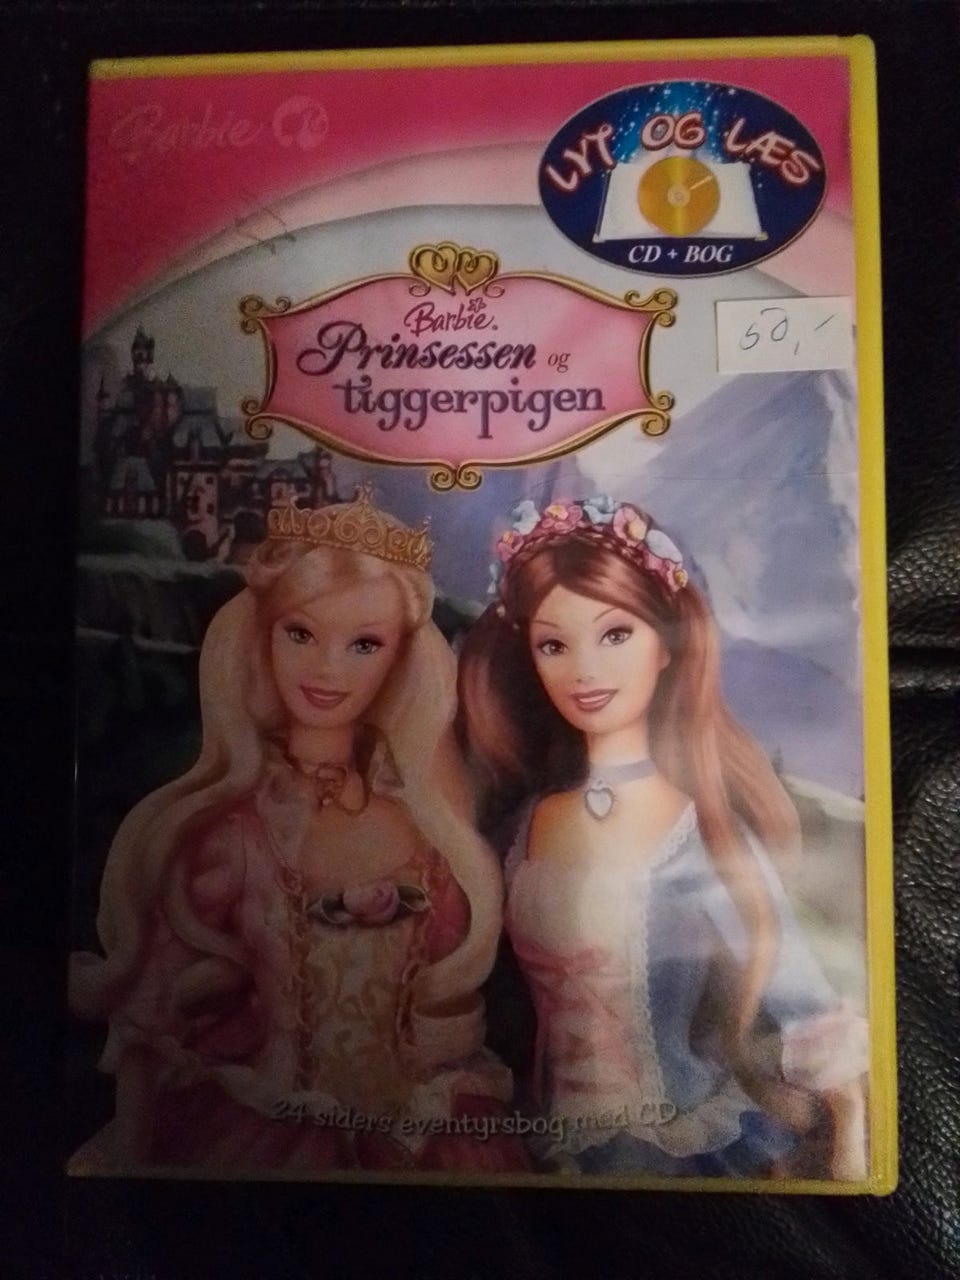 Barbie
LYT OG LÆS
CD + BOG
50,-
Barbie
Prinsessen og
tiggerpigen
24 siders eventyrsbog med CD